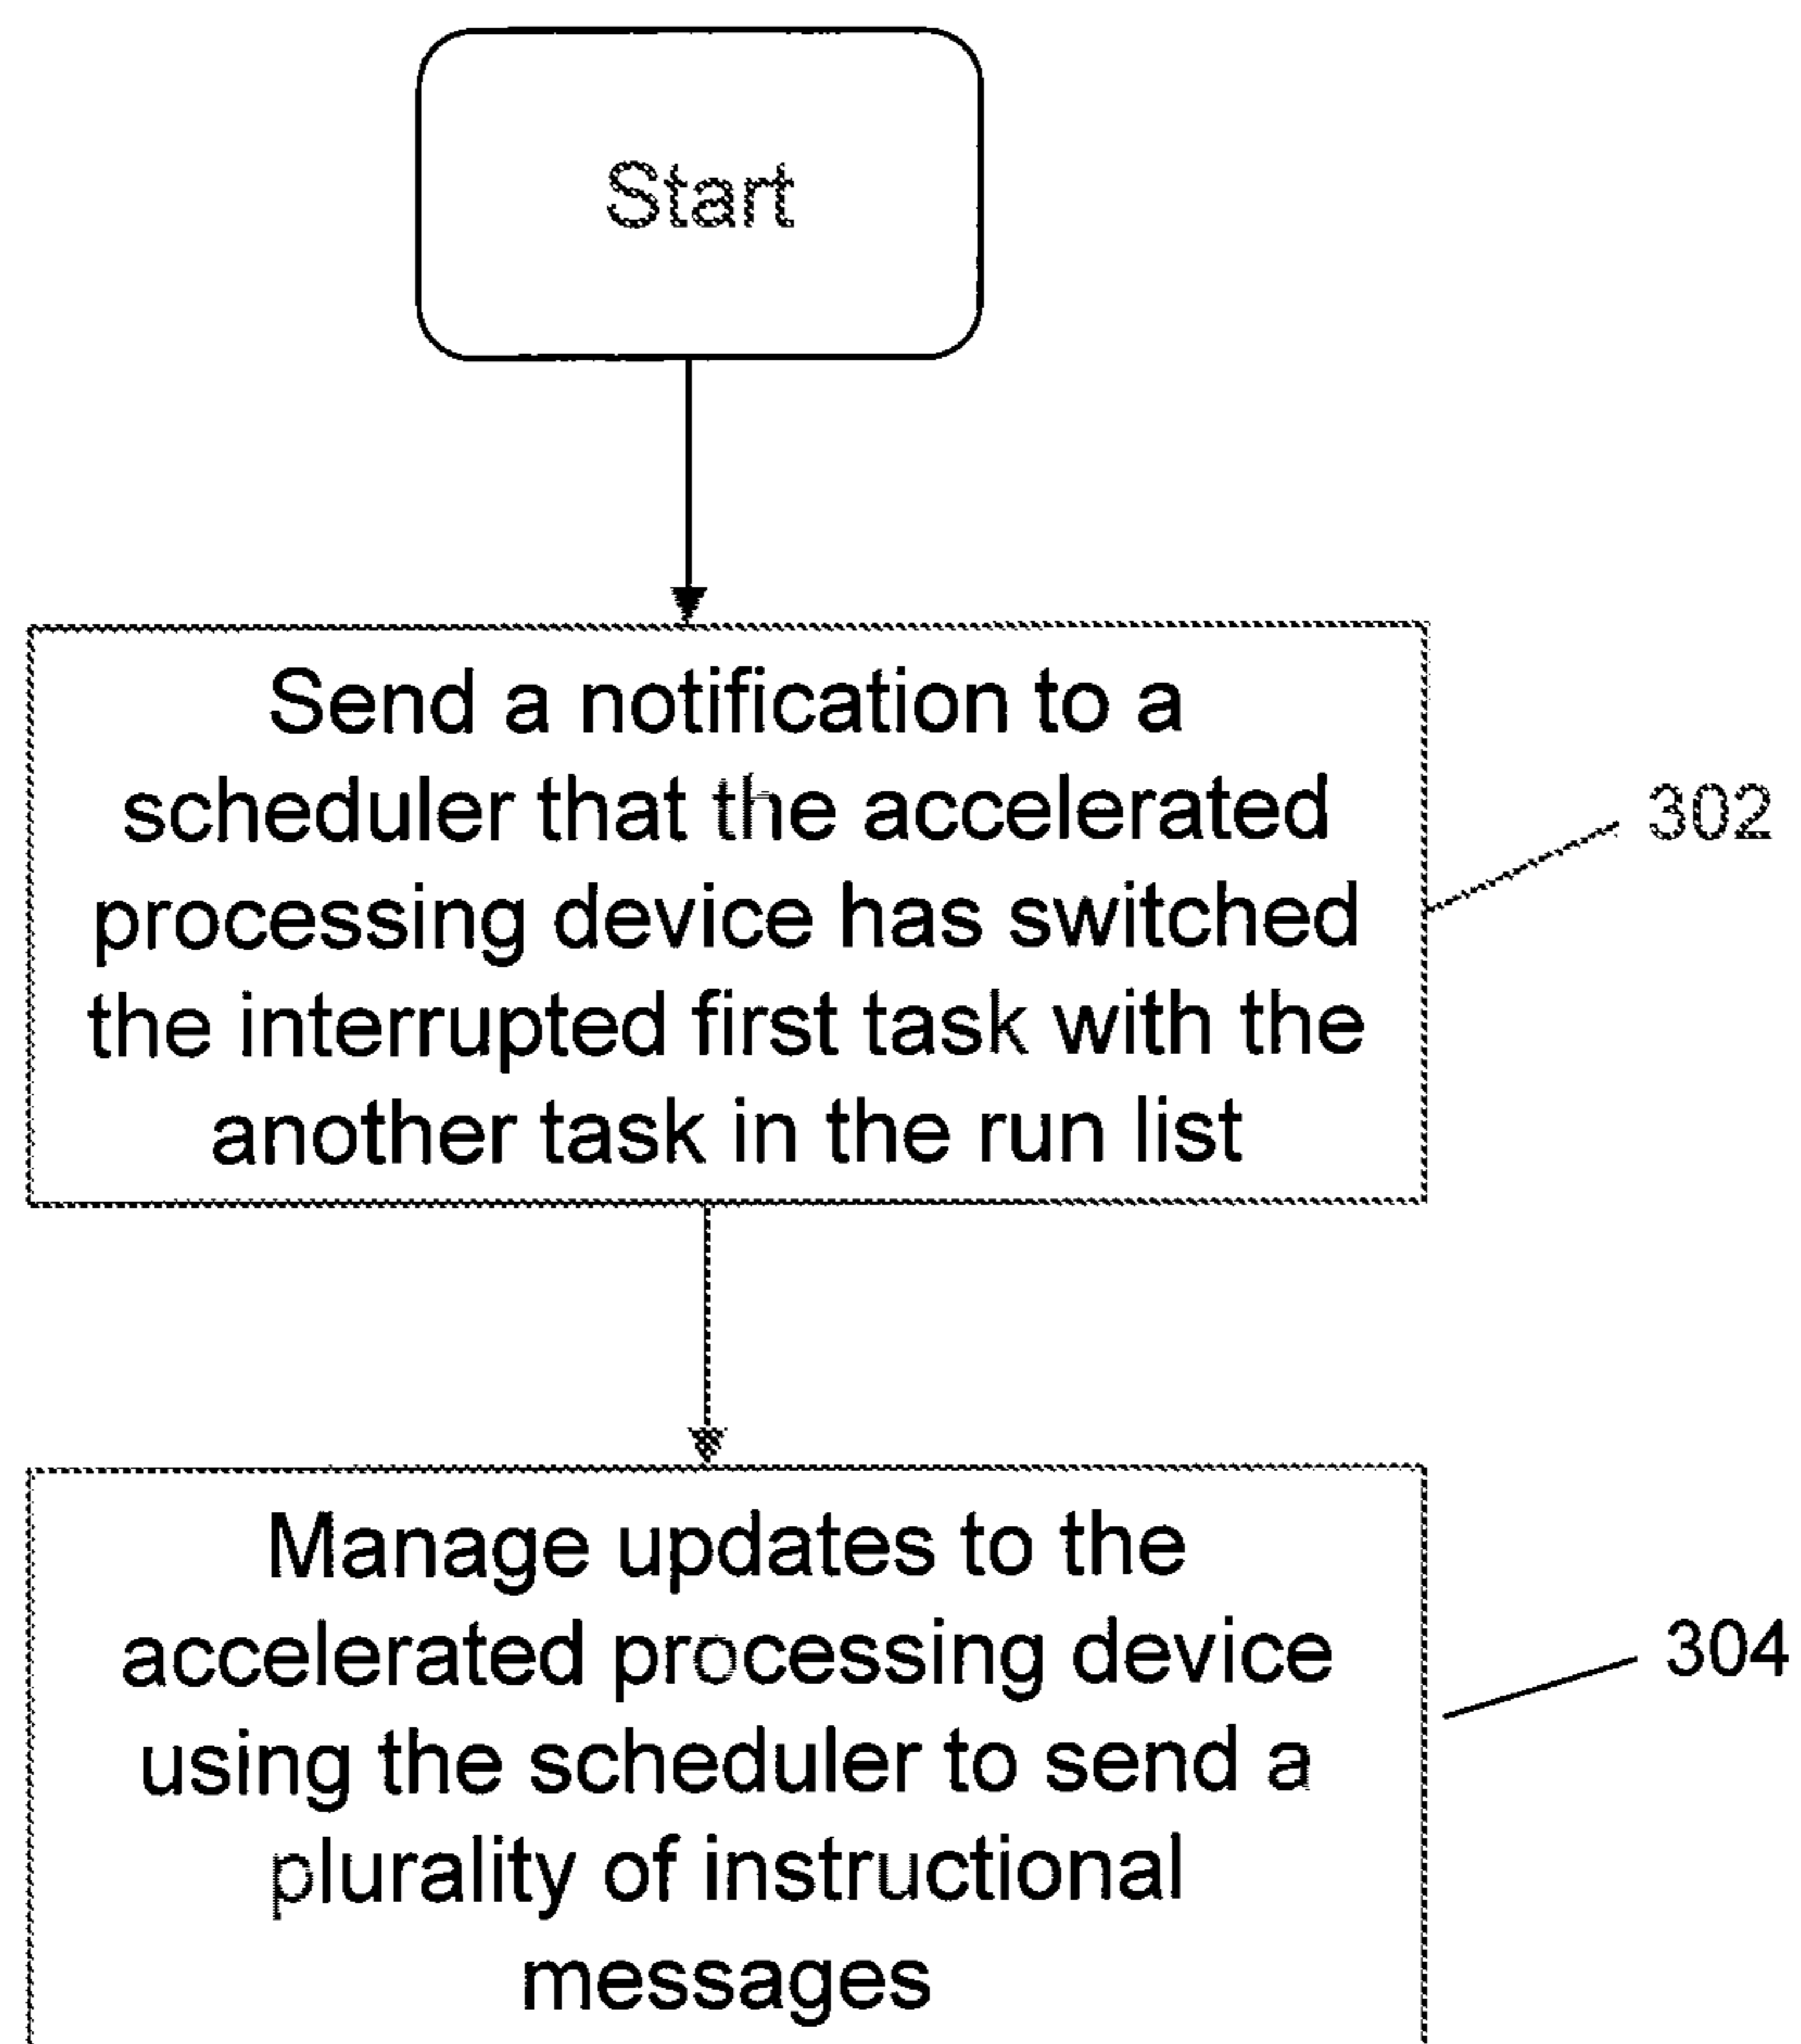 Start
Send a notification to a
scheduler that the accelerated
processing device has switched
the interrupted first task with the
another task in the run list
302
Manage updates to the
accelerated processing device
using the scheduler to send a
plurality of instructional
messages
304